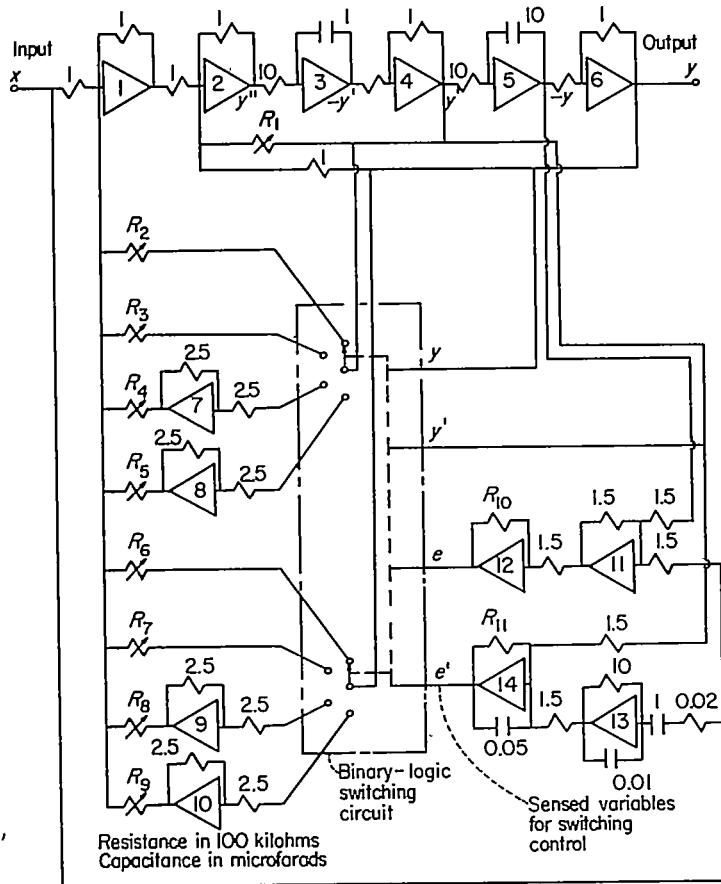 Input
x
1
1
1
1
2
y''
10
1
3
-y'
1
4
y
10
10
5
-y
1
6
Output
y
R1
1
R2
R3
R4
2.5
7
2.5
R5
2.5
8
2.5
R6
R7
R8
2.5
9
2.5
R9
2.5
10
2.5
y
y'
e
R10
12
1.5
1.5
11
1.5
1.5
e'
R11
14
0.05
1.5
1.5
10
13
0.01
1
0.02
Binary-logic
switching
circuit
Sensed variables
for switching
control
Resistance in 100 kilohms
Capacitance in microfarads